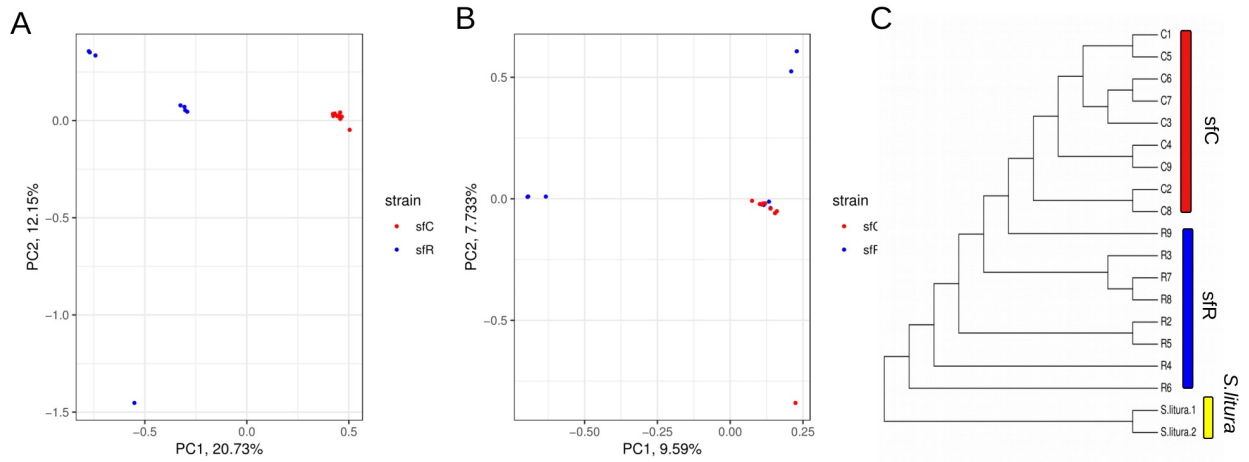 A
PC2, 12.15%
0.0
−0.5
−1.0
−1.5
−0.5
0.0
0.5
PC1, 20.73%
strain
sfC
sfR
B
PC2, 7.733%
0.5
0.0
−0.5
−0.50
−0.25
0.00
0.25
PC1, 9.59%
strain
sfC
sfF
C
C1
C5
C6
C7
C3
C4
C9
C2
C8
R9
R3
R7
R8
R2
R5
R4
R6
S.litura.1
S.litura.2
sfC
sfR
S.litura